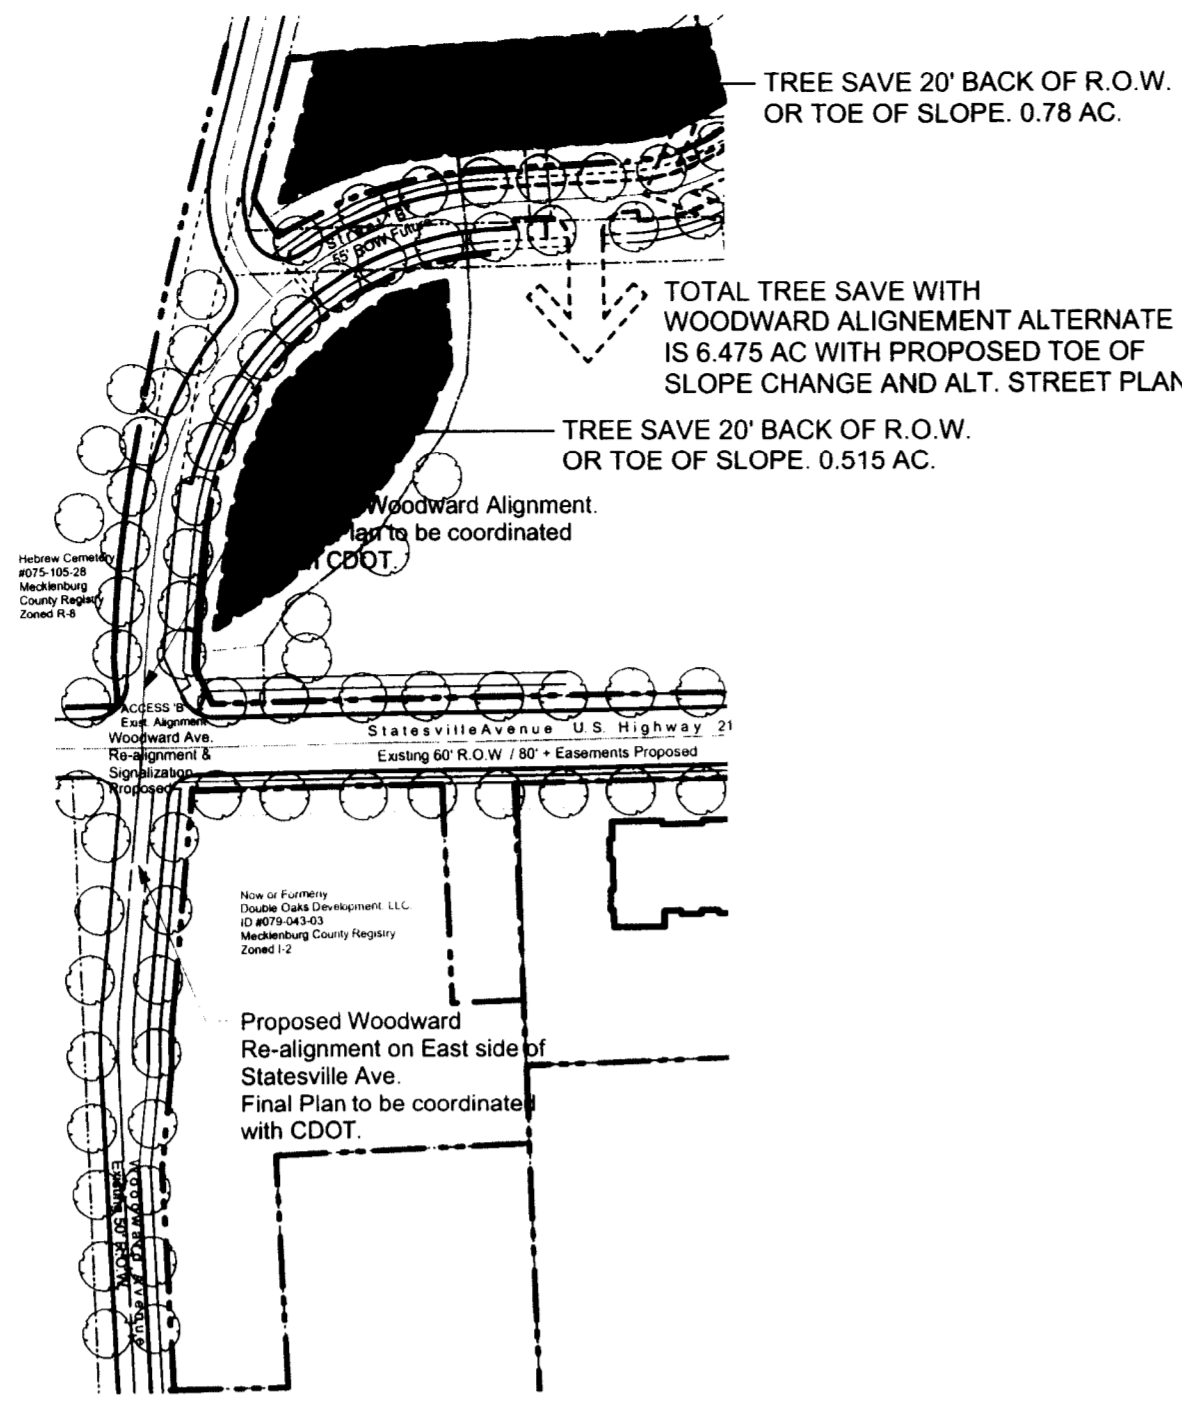 TREE SAVE 20' BACK OF R.O.W.
OR TOE OF SLOPE. 0.78 AC.
Street "B"
55' ROW Future
TOTAL TREE SAVE WITH
WOODWARD ALIGNEMENT ALTERNATE
IS 6.475 AC WITH PROPOSED TOE OF
SLOPE CHANGE AND ALT. STREET PLAN
TREE SAVE 20' BACK OF R.O.W.
OR TOE OF SLOPE. 0.515 AC.
Woodward Alignment.
to be coordinated
CDOT.
Hebrew Cemetery
#075-105-28
Mecklenburg
County Registry
Zoned R-8
ACCESS 'B'
Exist. Alignment
Woodward Ave.
Re-alignment &
Signalization
Proposed
Statesville Avenue U.S. Highway 21
Existing 60' R.O.W / 80' + Easements Proposed
Now or Formerly
Double Oaks Development. LLC.
ID #079-043-03
Mecklenburg County Registry
Zoned I-2
Proposed Woodward
Re-alignment on East side of
Statesville Ave.
Final Plan to be coordinated
with CDOT.
Woodward Avenue
Existing 50' R.O.W.